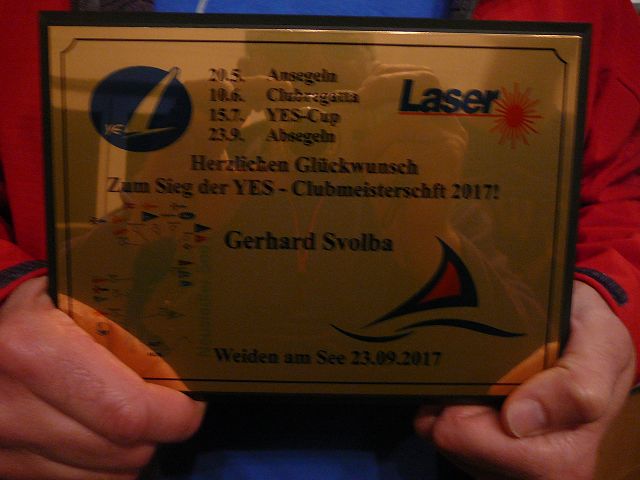 YES
20.5. Ansegeln
10.6. Clubregatta
15.7. YES-Cup
23.9. Absegeln
Laser
Herzlichen Glückwunsch
Zum Sieg der YES - Clubmeisterschft 2017!
Gerhard Svolba
Weiden am See 23.09.2017